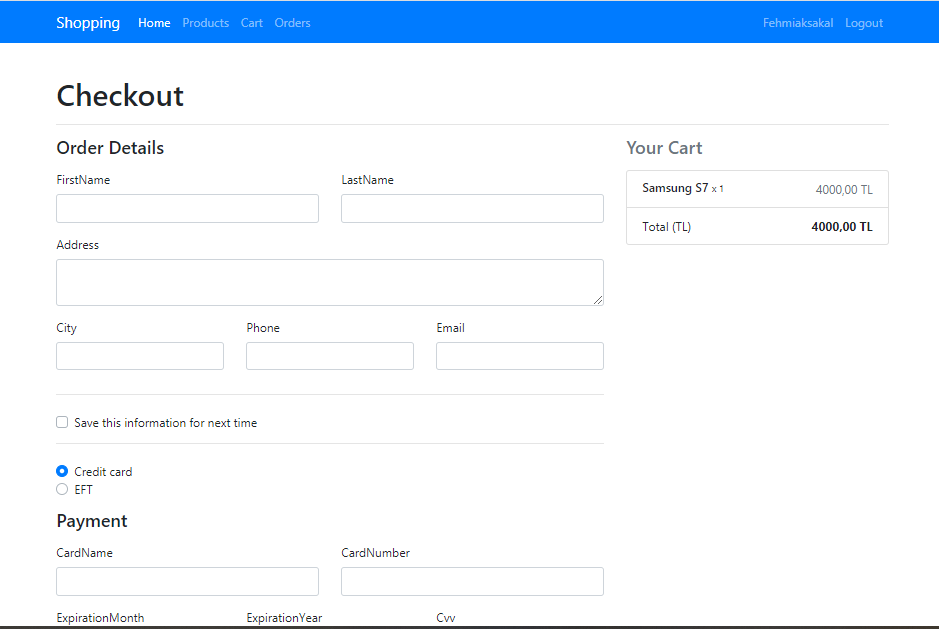 Shopping Home Products Cart Orders Fehmiaksakal Logout
Checkout
Order Details
FirstName LastName
Address
City Phone Email
Save this information for next time
Credit card
EFT
Payment
CardName CardNumber
ExpirationMonth ExpirationYear Cvv
Your Cart
Samsung S7 x 1 4000,00 TL
Total (TL) 4000,00 TL